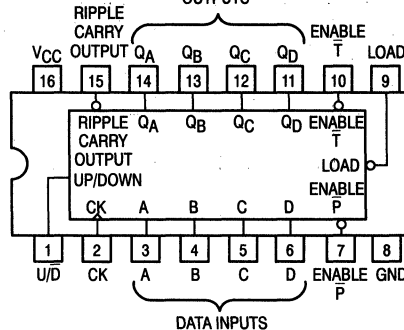 RIPPLE CARRY OUTPUT
VCC
QA QB QC QD
ENABLE T̅
LOAD
16 15 14 13 12 11 10 9
RIPPLE CARRY OUTPUT
QA QB QC QD
ENABLE T̅
LOAD
UP/DOWN
ENABLE P̅
CK A B C D
1 2 3 4 5 6 7 8
U/D̅ CK A B C D ENABLE P̅ GND
DATA INPUTS